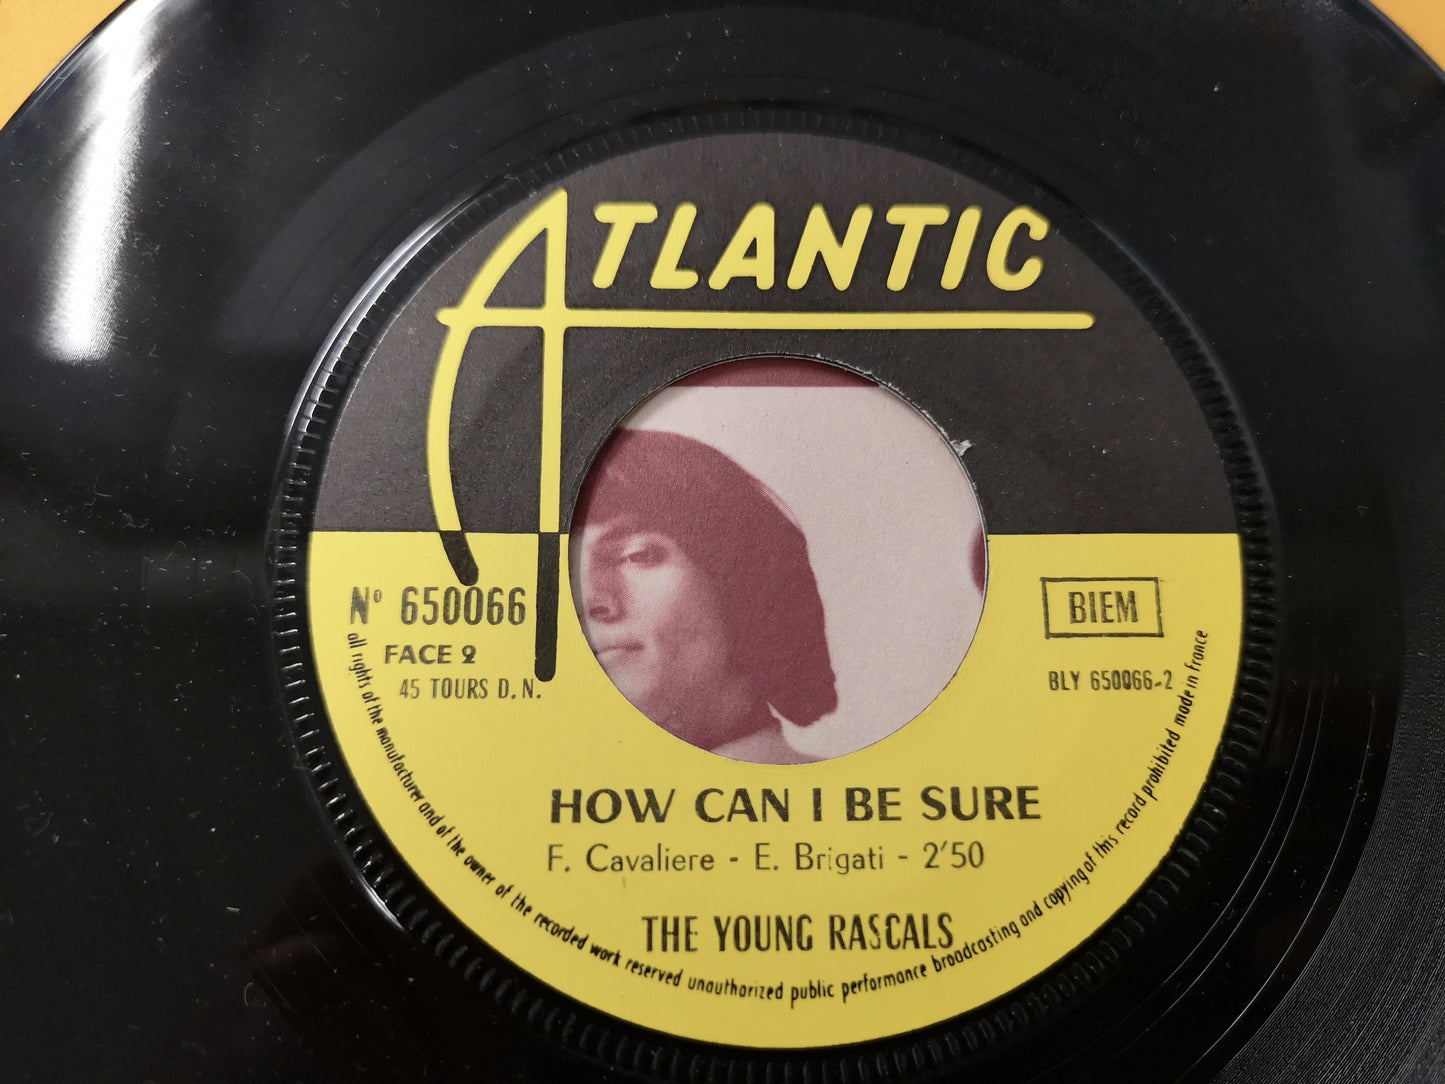 ATLANTIC
Nº 650066
FACE 2
45 TOURS D.N.
BIEM
BLY 650066-2
HOW CAN I BE SURE
F. Cavaliere - E. Brigati - 2'50
THE YOUNG RASCALS
all rights of the manufacturer and of the owner of the recorded work reserved unauthorized public performance broadcasting and copying of this record prohibited made in france